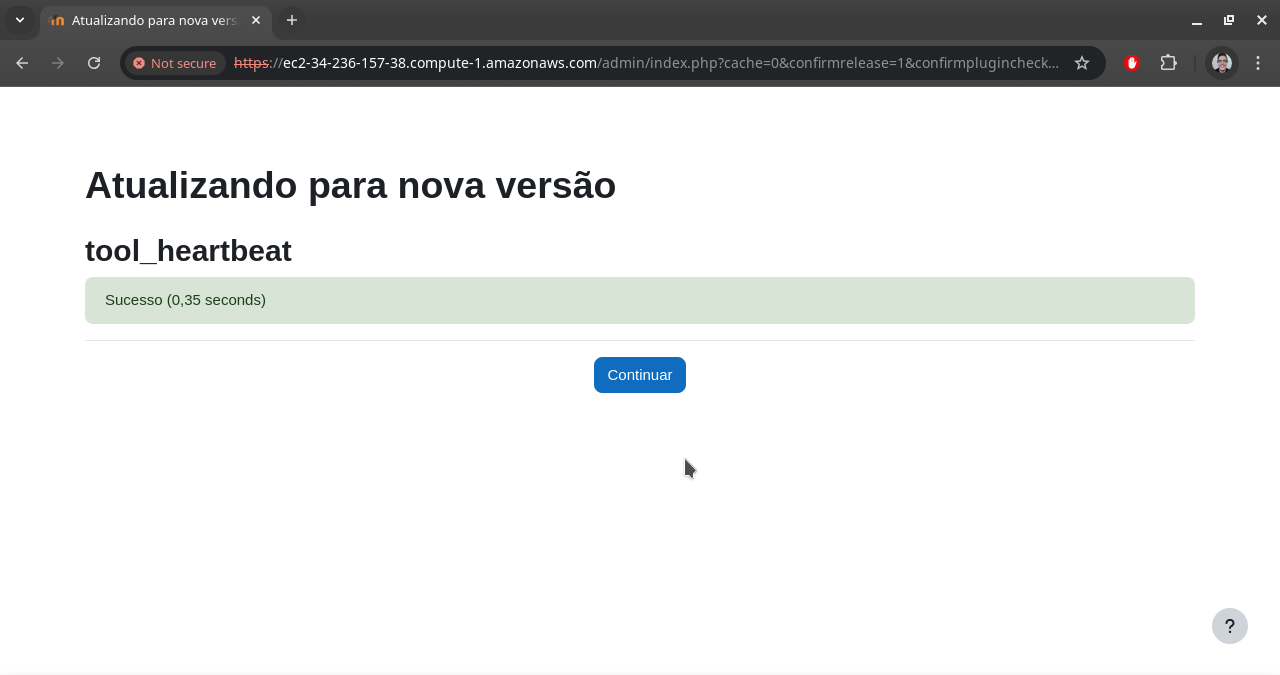 Atualizando para nova vers
Not secure
https://ec2-34-236-157-38.compute-1.amazonaws.com/admin/index.php?cache=0&confirmrelease=1&confirmplugincheck...
Atualizando para nova versão
tool_heartbeat
Sucesso (0,35 seconds)
Continuar
?